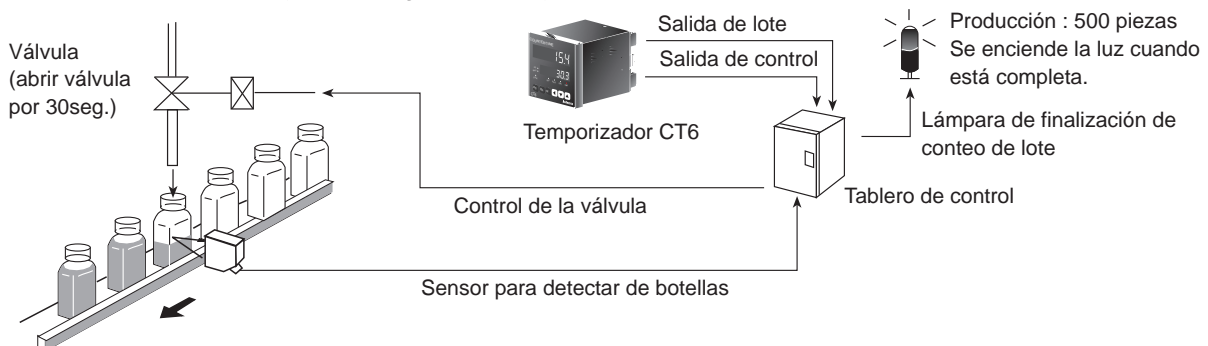 Válvula
(abrir válvula
por 30seg.)
Salida de lote
Salida de control
Temporizador CT6
Producción : 500 piezas
Se enciende la luz cuando
está completa.
Lámpara de finalización de
conteo de lote
Tablero de control
Control de la válvula
Sensor para detectar de botellas